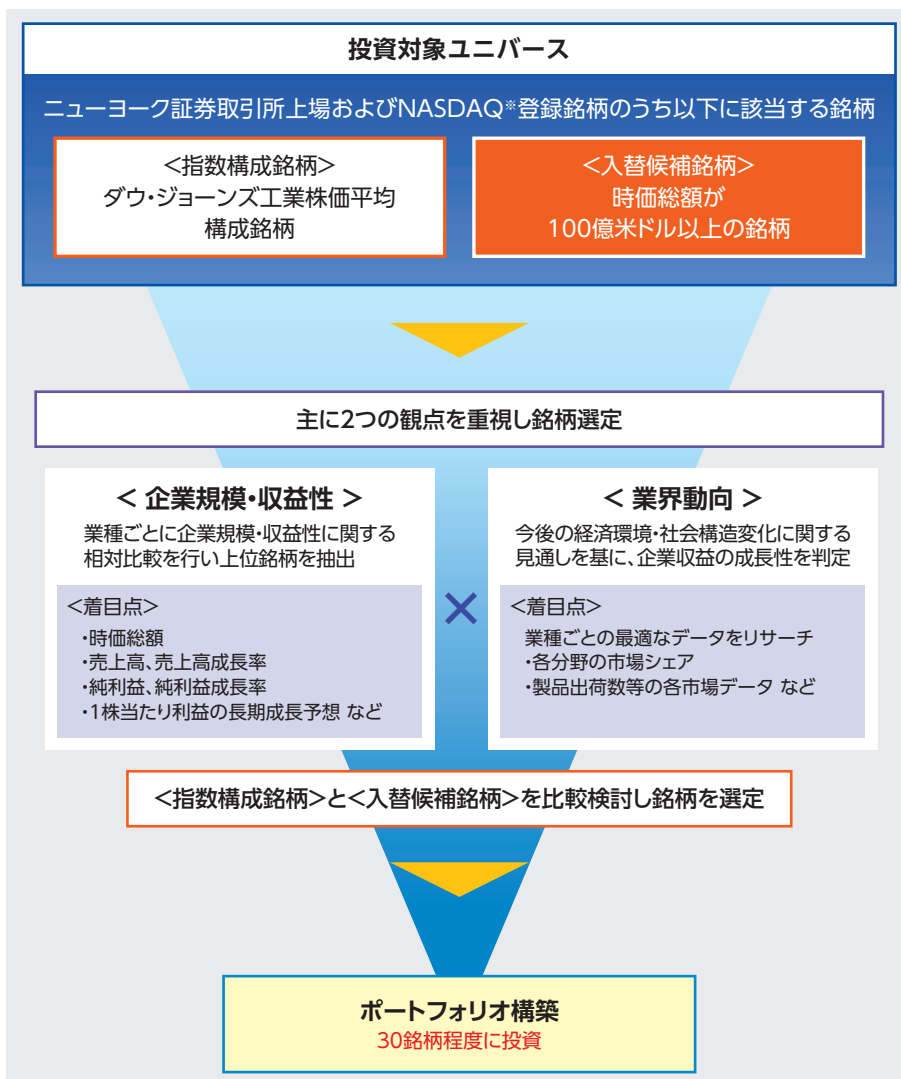 投資対象ユニバース
ニューヨーク証券取引所上場およびNASDAQ※登録銘柄のうち以下に該当する銘柄
<指数構成銘柄>
ダウ・ジョーンズ工業株価平均
構成銘柄
<入替候補銘柄>
時価総額が
100億米ドル以上の銘柄
主に2つの観点を重視し銘柄選定
< 企業規模・収益性 >
業種ごとに企業規模・収益性に関する
相対比較を行い上位銘柄を抽出
<着目点>
・時価総額
・売上高、売上高成長率
・純利益、純利益成長率
・1株当たり利益の長期成長予想 など
×
< 業界動向 >
今後の経済環境・社会構造変化に関する
見通しを基に、企業収益の成長性を判定
<着目点>
業種ごとの最適なデータをリサーチ
・各分野の市場シェア
・製品出荷数等の各市場データ など
<指数構成銘柄>と<入替候補銘柄>を比較検討し銘柄を選定
ポートフォリオ構築
30銘柄程度に投資